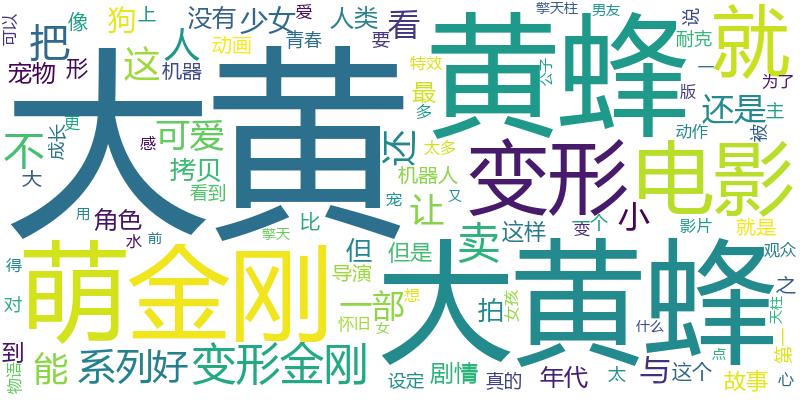 可以
像
狗
上
没有
少女
爱
人类
看
擎天柱
男友
说
就
把
人
动画
青春
要
特效
公子
耐克
一
为了
宠物
形
这
机器
最
版
还是
主
更
大黄
黄蜂
多
动作
被
不
成长
感
可爱
还
太多
变形
电影
大
拷贝
机器人
看到
宠
又
用
角色
比
让
小
变
个
影片
就是
水
前
擎天
但
但是
卖
这样
观众
得
萌
金刚
导演
大黄蜂
之
对
一部
想
拍
女孩
天柱
怀旧
女
什么
第一
到
能
系列
好
变形金刚
点
物语
设定
剧情
真的
年代
太
与
这个
故事
心